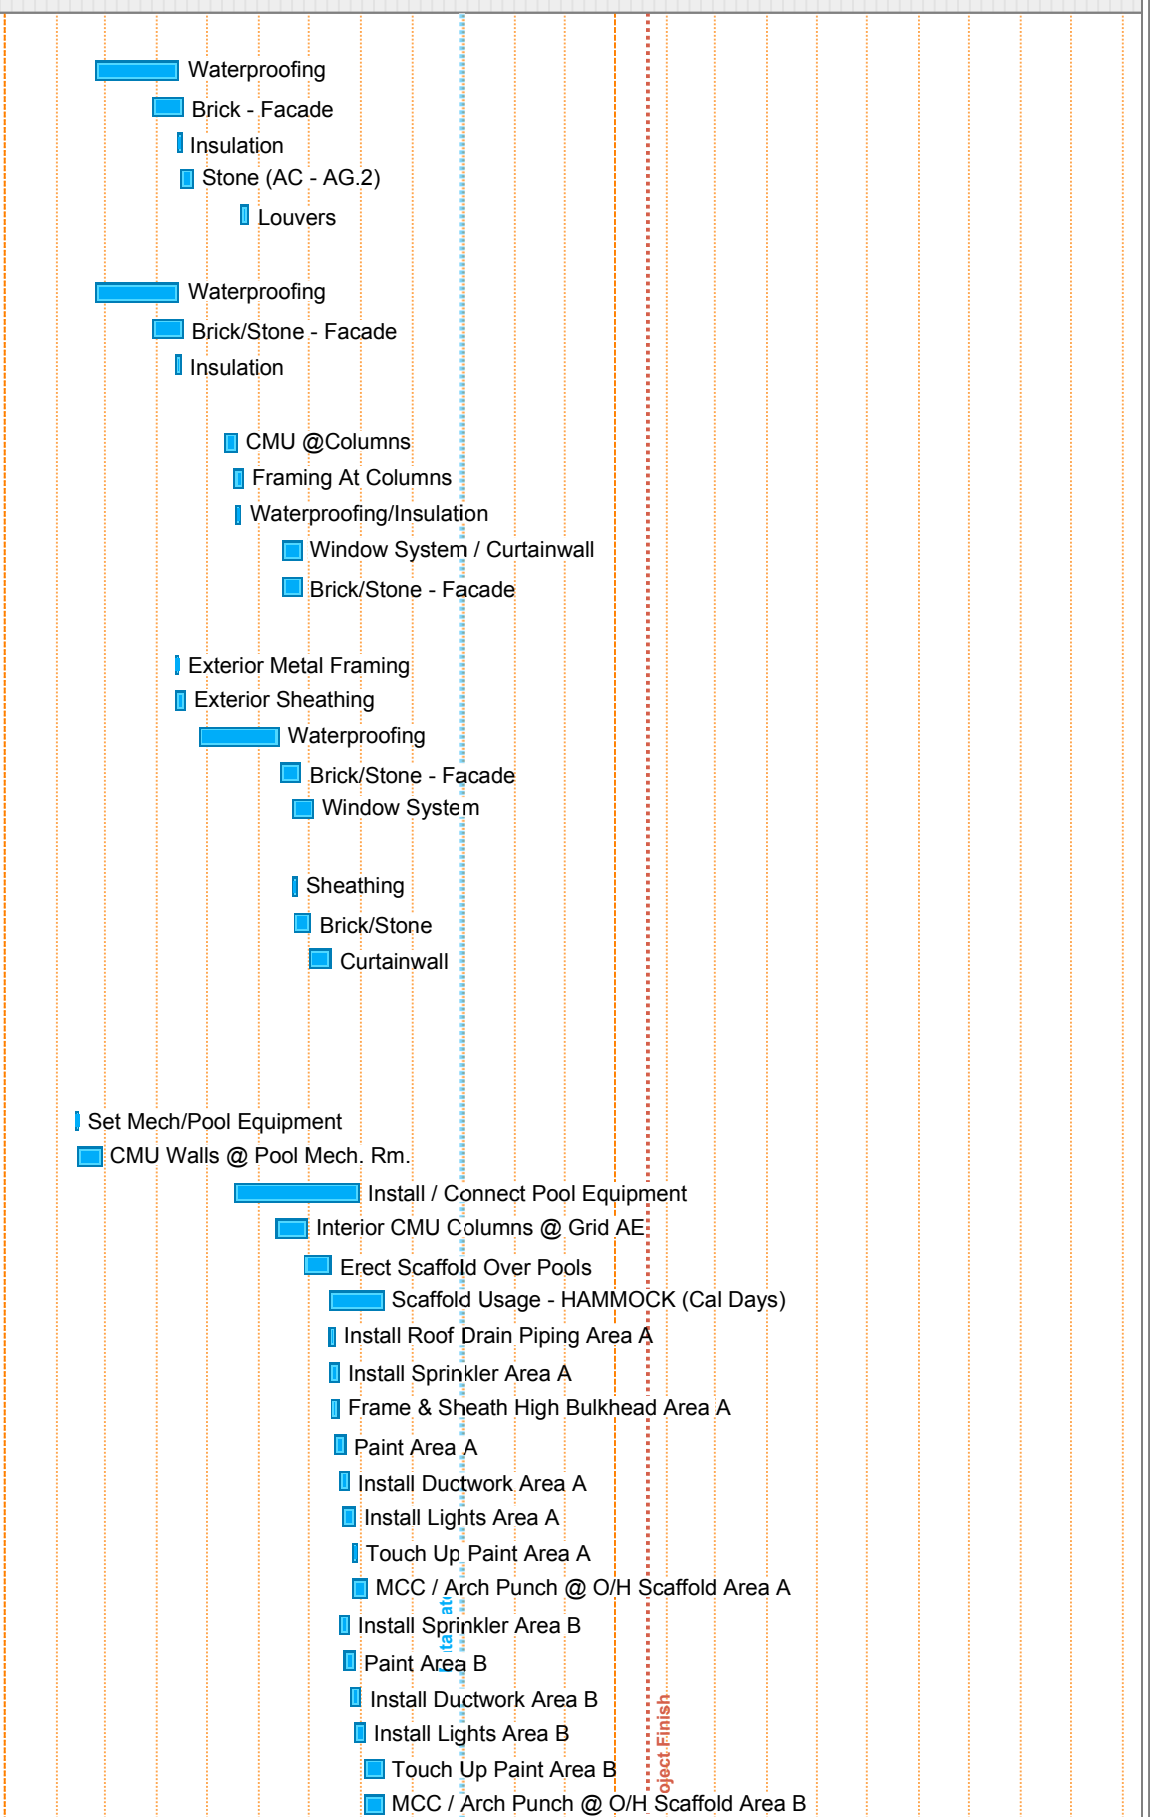 Waterproofing
Brick - Facade
Insulation
Stone (AC - AG.2)
Louvers
Waterproofing
Brick/Stone - Facade
Insulation
CMU @Columns
Framing At Columns
Waterproofing/Insulation
Window System / Curtainwall
Brick/Stone - Facade
Exterior Metal Framing
Exterior Sheathing
Waterproofing
Brick/Stone - Facade
Window System
Sheathing
Brick/Stone
Curtainwall
Set Mech/Pool Equipment
CMU Walls @ Pool Mech. Rm.
Install / Connect Pool Equipment
Interior CMU Columns @ Grid AE
Erect Scaffold Over Pools
Scaffold Usage - HAMMOCK (Cal Days)
Install Roof Drain Piping Area A
Install Sprinkler Area A
Frame & Sheath High Bulkhead Area A
Paint Area A
Install Ductwork Area A
Install Lights Area A
Touch Up Paint Area A
MCC / Arch Punch @ O/H Scaffold Area A
Install Sprinkler Area B
Paint Area B
Install Ductwork Area B
Install Lights Area B
Touch Up Paint Area B
MCC / Arch Punch @ O/H Scaffold Area B
oject Finish